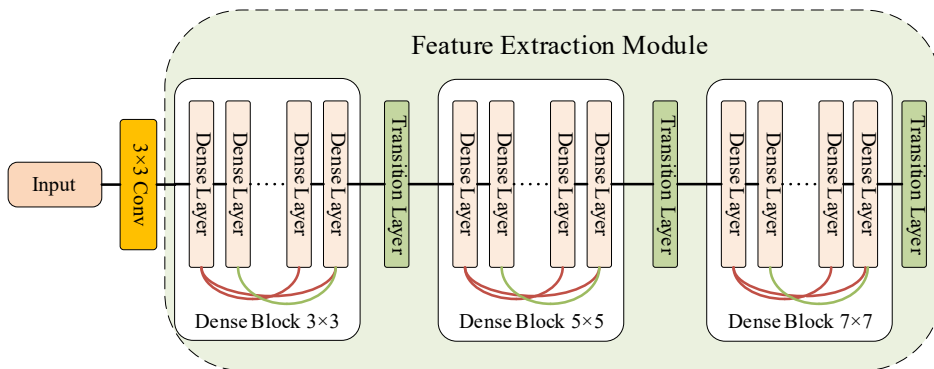 Feature Extraction Module
Input
3×3 Conv
Dense Layer
Dense Layer
Dense Layer
Dense Layer
Dense Block 3×3
Transition Layer
Dense Layer
Dense Layer
Dense Layer
Dense Layer
Dense Block 5×5
Transition Layer
Dense Layer
Dense Layer
Dense Layer
Dense Layer
Dense Block 7×7
Transition Layer